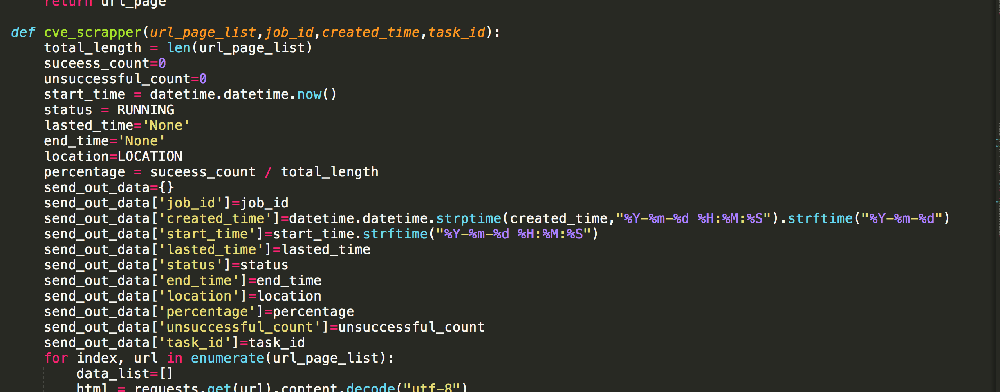 return url_page
def cve_scrapper(url_page_list,job_id,created_time,task_id):
total_length = len(url_page_list)
suceess_count=0
unsuccessful_count=0
start_time = datetime.datetime.now()
status = RUNNING
lasted_time='None'
end_time='None'
location=LOCATION
percentage = suceess_count / total_length
send_out_data={}
send_out_data['job_id']=job_id
send_out_data['created_time']=datetime.datetime.strptime(created_time,"%Y-%m-%d %H:%M:%S").strftime("%Y-%m-%d")
send_out_data['start_time']=start_time.strftime("%Y-%m-%d %H:%M:%S")
send_out_data['lasted_time']=lasted_time
send_out_data['status']=status
send_out_data['end_time']=end_time
send_out_data['location']=location
send_out_data['percentage']=percentage
send_out_data['unsuccessful_count']=unsuccessful_count
send_out_data['task_id']=task_id
for index, url in enumerate(url_page_list):
data_list=[]
html = requests.get(url).content.decode("utf-8")